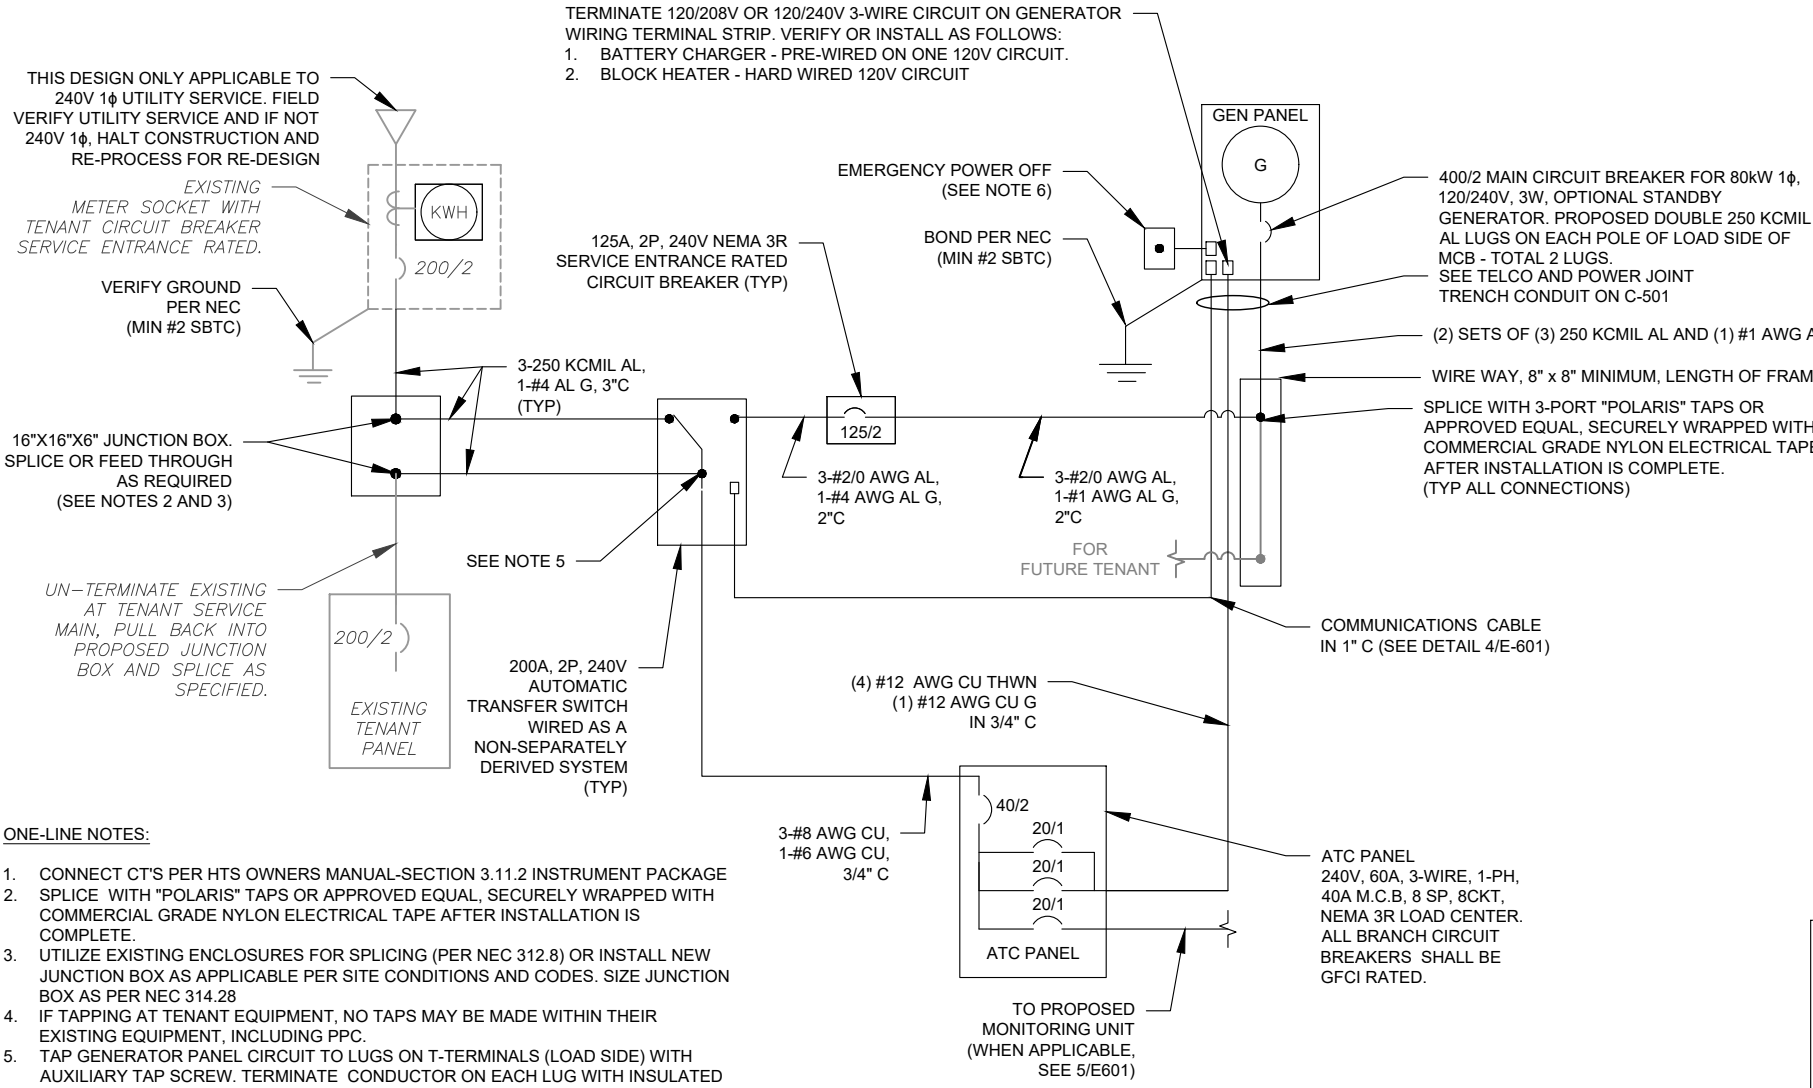 TERMINATE 120/208V OR 120/240V 3-WIRE CIRCUIT ON GENERATOR
WIRING TERMINAL STRIP. VERIFY OR INSTALL AS FOLLOWS:
1. BATTERY CHARGER - PRE-WIRED ON ONE 120V CIRCUIT.
2. BLOCK HEATER - HARD WIRED 120V CIRCUIT
THIS DESIGN ONLY APPLICABLE TO
240V 1ϕ UTILITY SERVICE. FIELD
VERIFY UTILITY SERVICE AND IF NOT
240V 1ϕ, HALT CONSTRUCTION AND
RE-PROCESS FOR RE-DESIGN
EXISTING
METER SOCKET WITH
TENANT CIRCUIT BREAKER
SERVICE ENTRANCE RATED.
KWH
200/2
VERIFY GROUND
PER NEC
(MIN #2 SBTC)
3-250 KCMIL AL,
1-#4 AL G, 3"C
(TYP)
16"X16"X6" JUNCTION BOX.
SPLICE OR FEED THROUGH
AS REQUIRED
(SEE NOTES 2 AND 3)
UN-TERMINATE EXISTING
AT TENANT SERVICE
MAIN, PULL BACK INTO
PROPOSED JUNCTION
BOX AND SPLICE AS
SPECIFIED.
200/2
EXISTING
TENANT
PANEL
SEE NOTE 5
200A, 2P, 240V
AUTOMATIC
TRANSFER SWITCH
WIRED AS A
NON-SEPARATELY
DERIVED SYSTEM
(TYP)
125A, 2P, 240V NEMA 3R
SERVICE ENTRANCE RATED
CIRCUIT BREAKER (TYP)
125/2
3-#2/0 AWG AL,
1-#4 AWG AL G,
2"C
3-#2/0 AWG AL,
1-#1 AWG AL G,
2"C
EMERGENCY POWER OFF
(SEE NOTE 6)
BOND PER NEC
(MIN #2 SBTC)
GEN PANEL
G
400/2 MAIN CIRCUIT BREAKER FOR 80kW 1ϕ,
120/240V, 3W, OPTIONAL STANDBY
GENERATOR. PROPOSED DOUBLE 250 KCMIL
AL LUGS ON EACH POLE OF LOAD SIDE OF
MCB - TOTAL 2 LUGS.
SEE TELCO AND POWER JOINT
TRENCH CONDUIT ON C-501
(2) SETS OF (3) 250 KCMIL AL AND (1) #1 AWG A
WIRE WAY, 8" x 8" MINIMUM, LENGTH OF FRAM
SPLICE WITH 3-PORT "POLARIS" TAPS OR
APPROVED EQUAL, SECURELY WRAPPED WITH
COMMERCIAL GRADE NYLON ELECTRICAL TAPE
AFTER INSTALLATION IS COMPLETE.
(TYP ALL CONNECTIONS)
FOR
FUTURE TENANT
COMMUNICATIONS CABLE
IN 1" C (SEE DETAIL 4/E-601)
(4) #12 AWG CU THWN
(1) #12 AWG CU G
IN 3/4" C
3-#8 AWG CU,
1-#6 AWG CU,
3/4" C
40/2
20/1
20/1
20/1
ATC PANEL
ATC PANEL
240V, 60A, 3-WIRE, 1-PH,
40A M.C.B, 8 SP, 8CKT,
NEMA 3R LOAD CENTER.
ALL BRANCH CIRCUIT
BREAKERS SHALL BE
GFCI RATED.
TO PROPOSED
MONITORING UNIT
(WHEN APPLICABLE,
SEE 5/E601)
ONE-LINE NOTES:
1. CONNECT CT'S PER HTS OWNERS MANUAL-SECTION 3.11.2 INSTRUMENT PACKAGE
2. SPLICE WITH "POLARIS" TAPS OR APPROVED EQUAL, SECURELY WRAPPED WITH
COMMERCIAL GRADE NYLON ELECTRICAL TAPE AFTER INSTALLATION IS
COMPLETE.
3. UTILIZE EXISTING ENCLOSURES FOR SPLICING (PER NEC 312.8) OR INSTALL NEW
JUNCTION BOX AS APPLICABLE PER SITE CONDITIONS AND CODES. SIZE JUNCTION
BOX AS PER NEC 314.28
4. IF TAPPING AT TENANT EQUIPMENT, NO TAPS MAY BE MADE WITHIN THEIR
EXISTING EQUIPMENT, INCLUDING PPC.
5. TAP GENERATOR PANEL CIRCUIT TO LUGS ON T-TERMINALS (LOAD SIDE) WITH
AUXILIARY TAP SCREW. TERMINATE CONDUCTOR ON EACH LUG WITH INSULATED